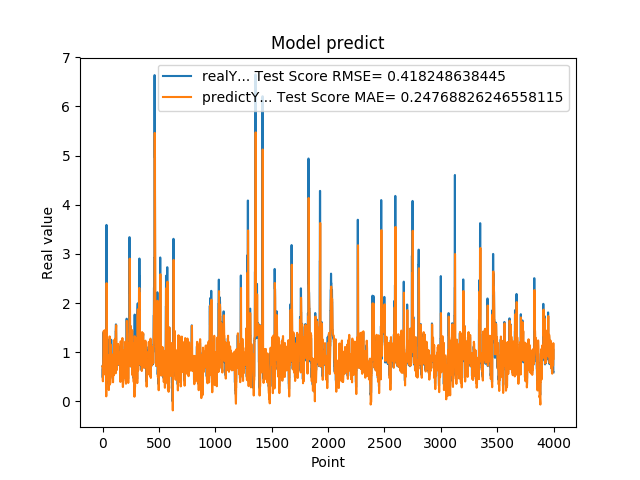 Model predict
realY... Test Score RMSE= 0.418248638445
predictY... Test Score MAE= 0.24768826246558115
7
6
5
4
3
2
1
0
Real value
0 500 1000 1500 2000 2500 3000 3500 4000
Point